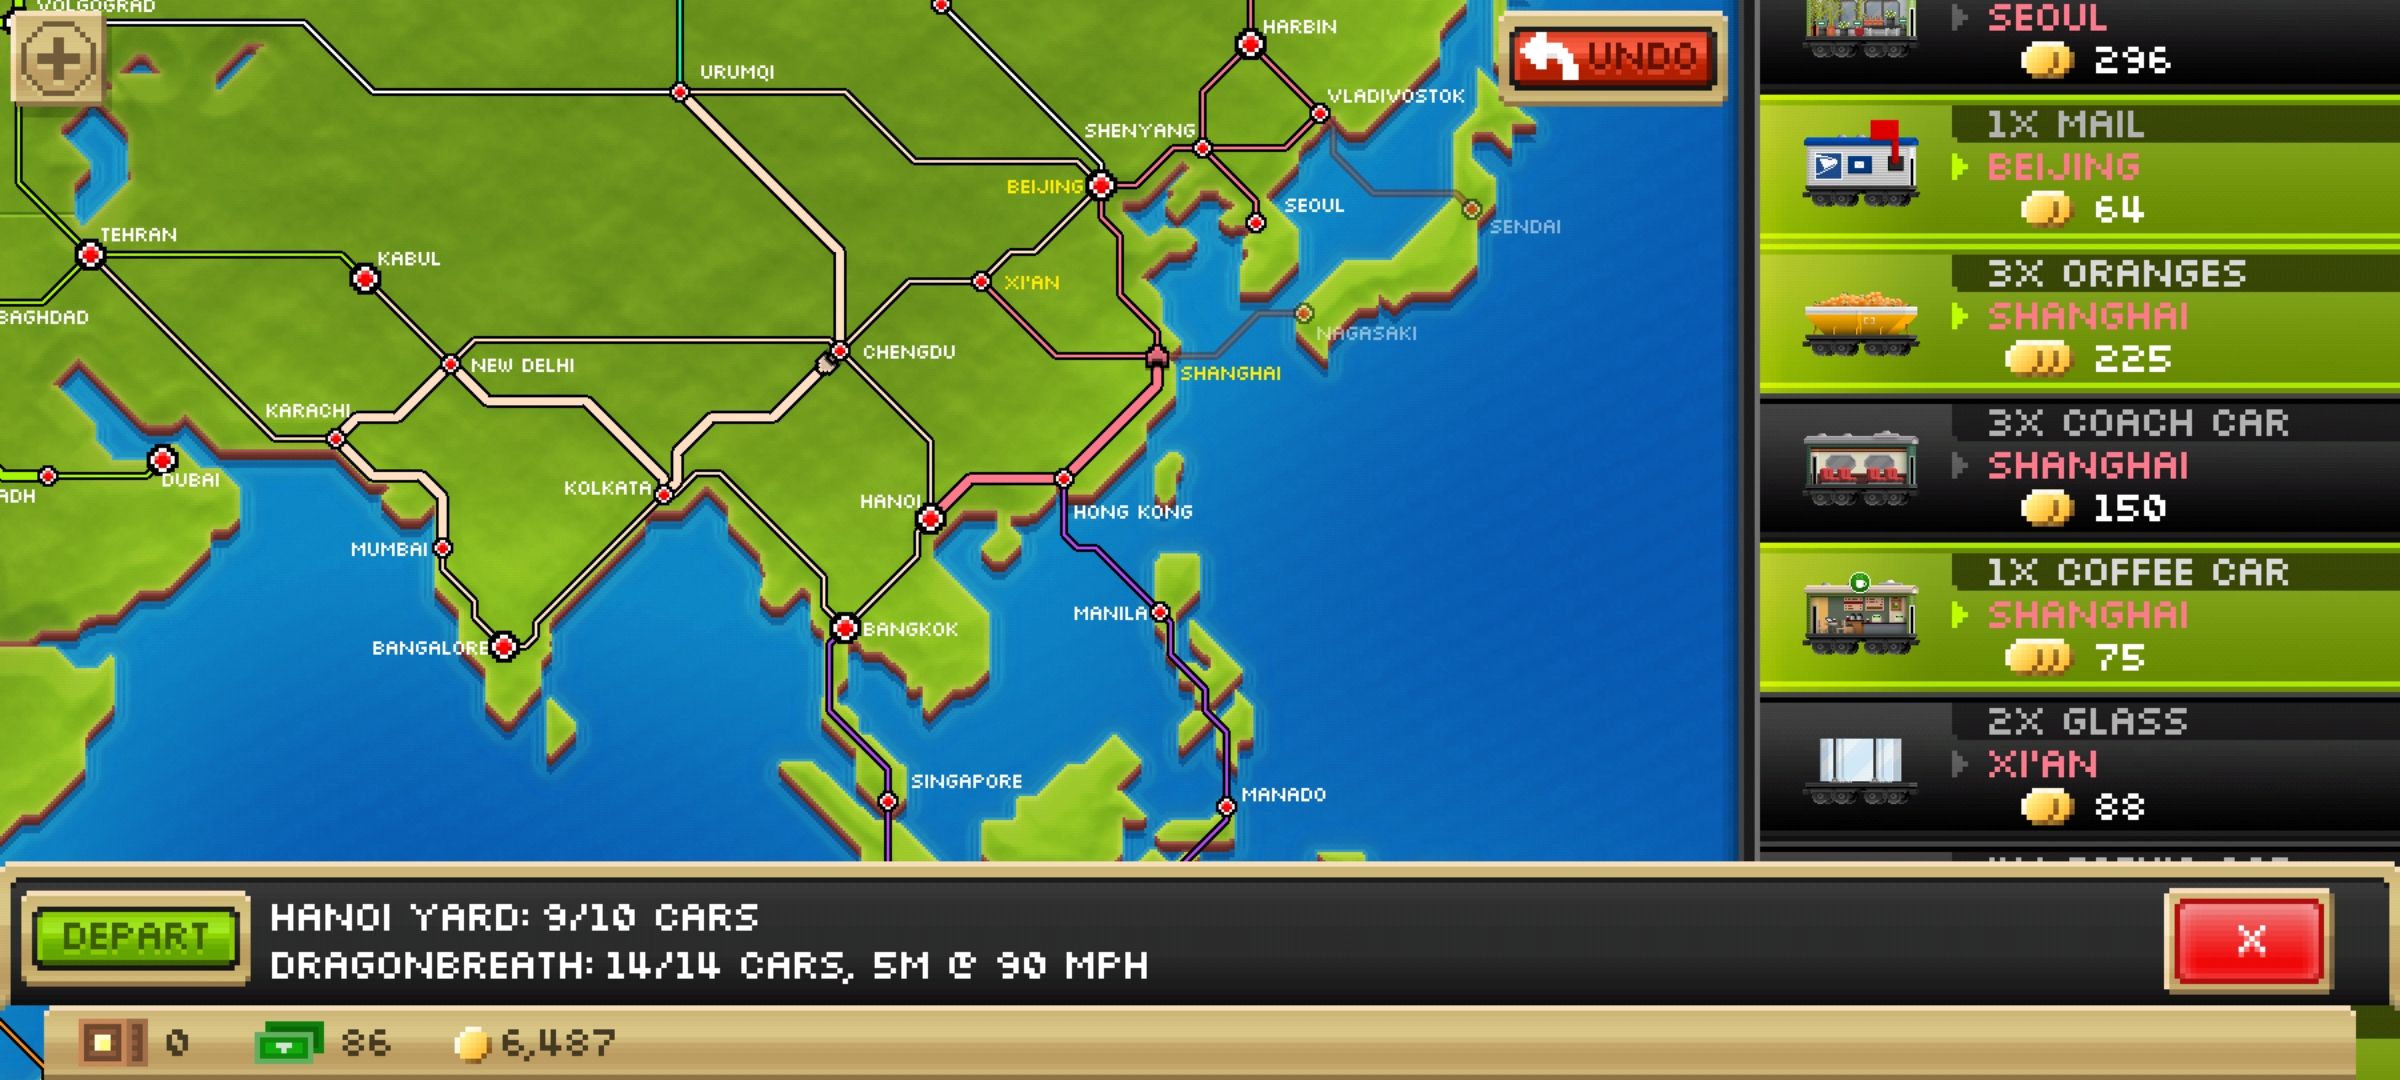 VOLGOGRAD
URUMQI
HARBIN
VLADIVOSTOK
SHENYANG
BEIJING
SEOUL
SENDAI
TEHRAN
KABUL
XI'AN
BAGHDAD
NAGASAKI
NEW DELHI
CHENGDU
SHANGHAI
KARACHI
DUBAI
ADH
KOLKATA
HANOI
HONG KONG
MUMBAI
MANILA
BANGKOK
BANGALORE
SINGAPORE
MANADO
UNDO
SEOUL
296
1X MAIL
BEIJING
64
3X ORANGES
SHANGHAI
225
3X COACH CAR
SHANGHAI
150
1X COFFEE CAR
SHANGHAI
75
2X GLASS
XI'AN
88
DEPART
HANOI YARD: 9/10 CARS
DRAGONBREATH: 14/14 CARS, 5M @ 90 MPH
X
0
86
6,487